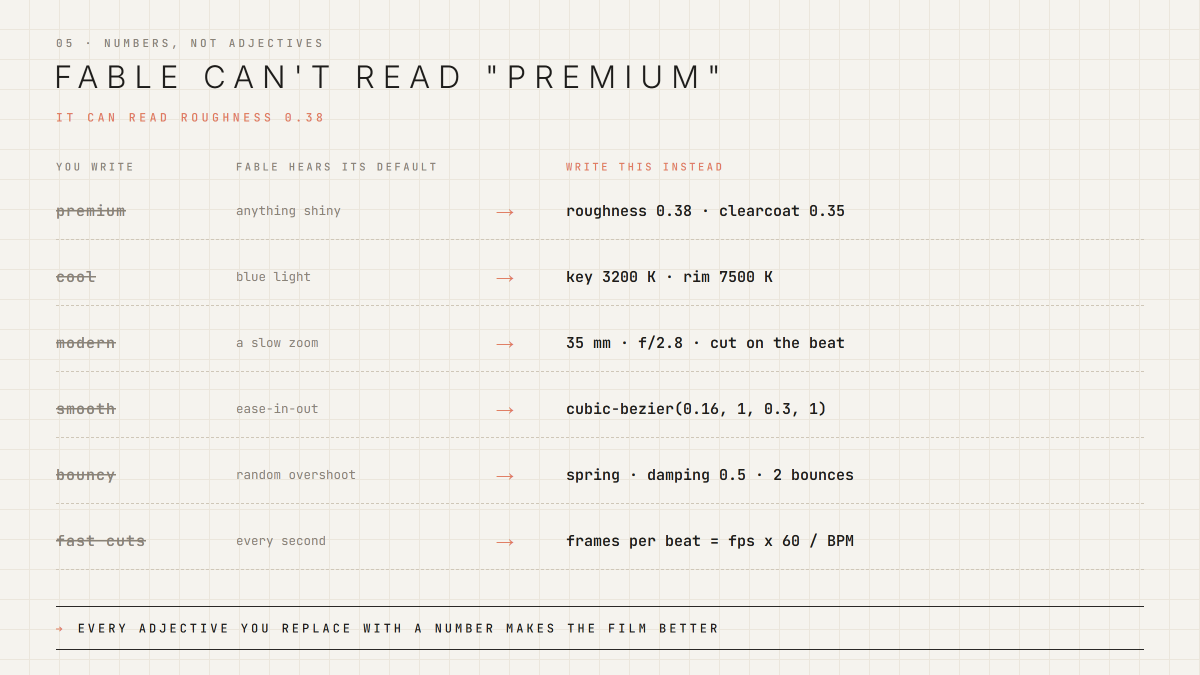 05 · NUMBERS, NOT ADJECTIVES
FABLE CAN'T READ "PREMIUM"
IT CAN READ ROUGHNESS 0.38
YOU WRITE FABLE HEARS ITS DEFAULT WRITE THIS INSTEAD
premium anything shiny → roughness 0.38 · clearcoat 0.35
cool blue light → key 3200 K · rim 7500 K
modern a slow zoom → 35 mm · f/2.8 · cut on the beat
smooth ease-in-out → cubic-bezier(0.16, 1, 0.3, 1)
bouncy random overshoot → spring · damping 0.5 · 2 bounces
fast cuts every second → frames per beat = fps x 60 / BPM
→ EVERY ADJECTIVE YOU REPLACE WITH A NUMBER MAKES THE FILM BETTER